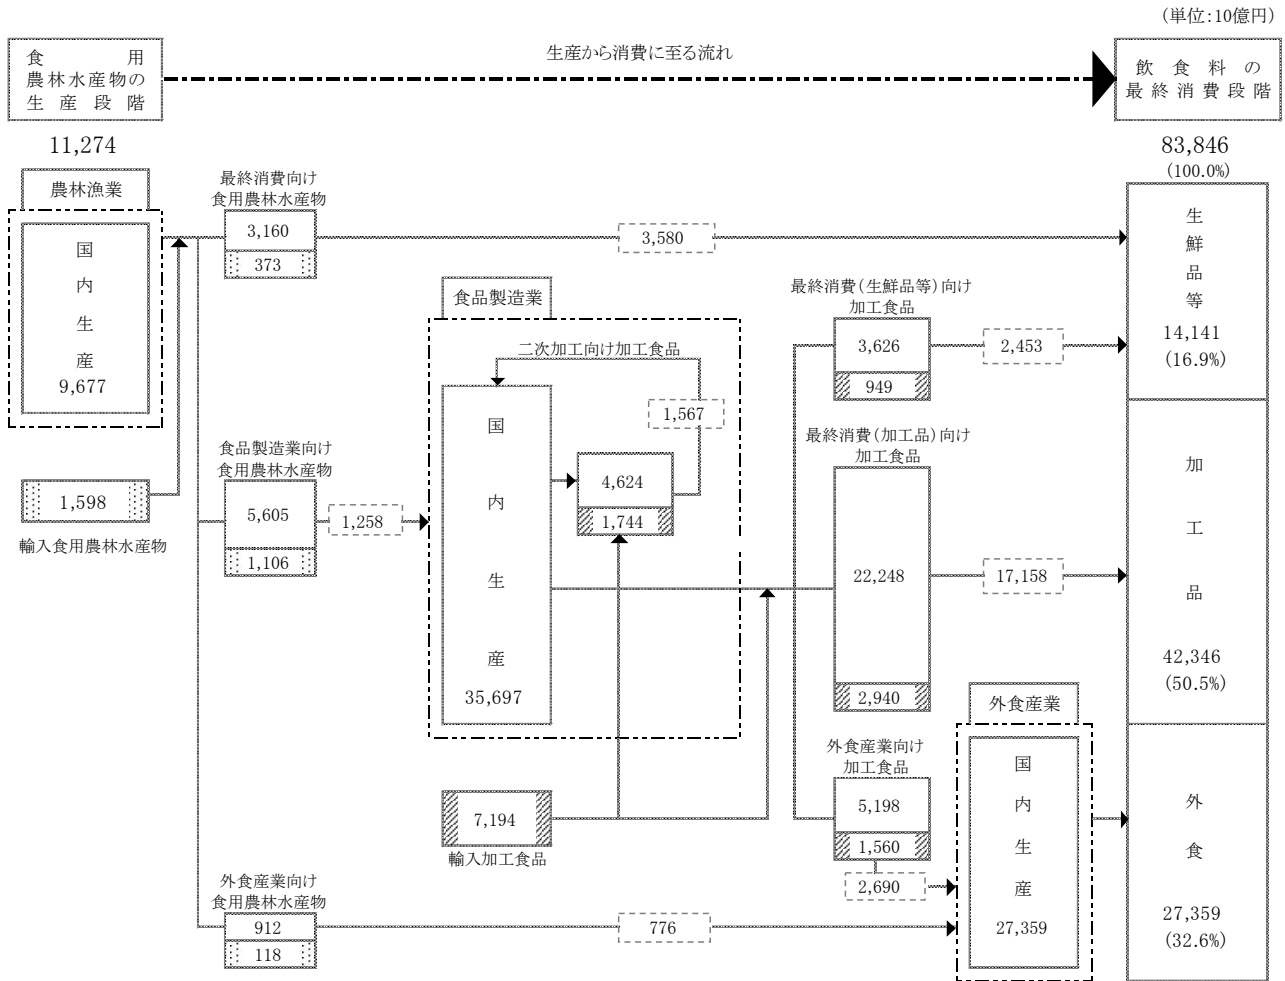 (単位:10億円)
食用
農林水産物の
生産段階
生産から消費に至る流れ
飲食料の
最終消費段階
11,274
83,846
(100.0%)
農林漁業
国内生産
9,677
最終消費向け
食用農林水産物
3,160
373
3,580
生鮮品等
14,141
(16.9%)
食品製造業
最終消費(生鮮品等)向け
加工食品
3,626
949
2,453
二次加工向け加工食品
1,567
国内生産
35,697
4,624
1,744
食品製造業向け
食用農林水産物
5,605
1,106
1,258
1,598
輸入食用農林水産物
最終消費(加工品)向け
加工食品
22,248
2,940
17,158
加工品
42,346
(50.5%)
7,194
輸入加工食品
外食産業向け
加工食品
5,198
1,560
2,690
外食産業
国内生産
27,359
外食
27,359
(32.6%)
外食産業向け
食用農林水産物
912
118
776